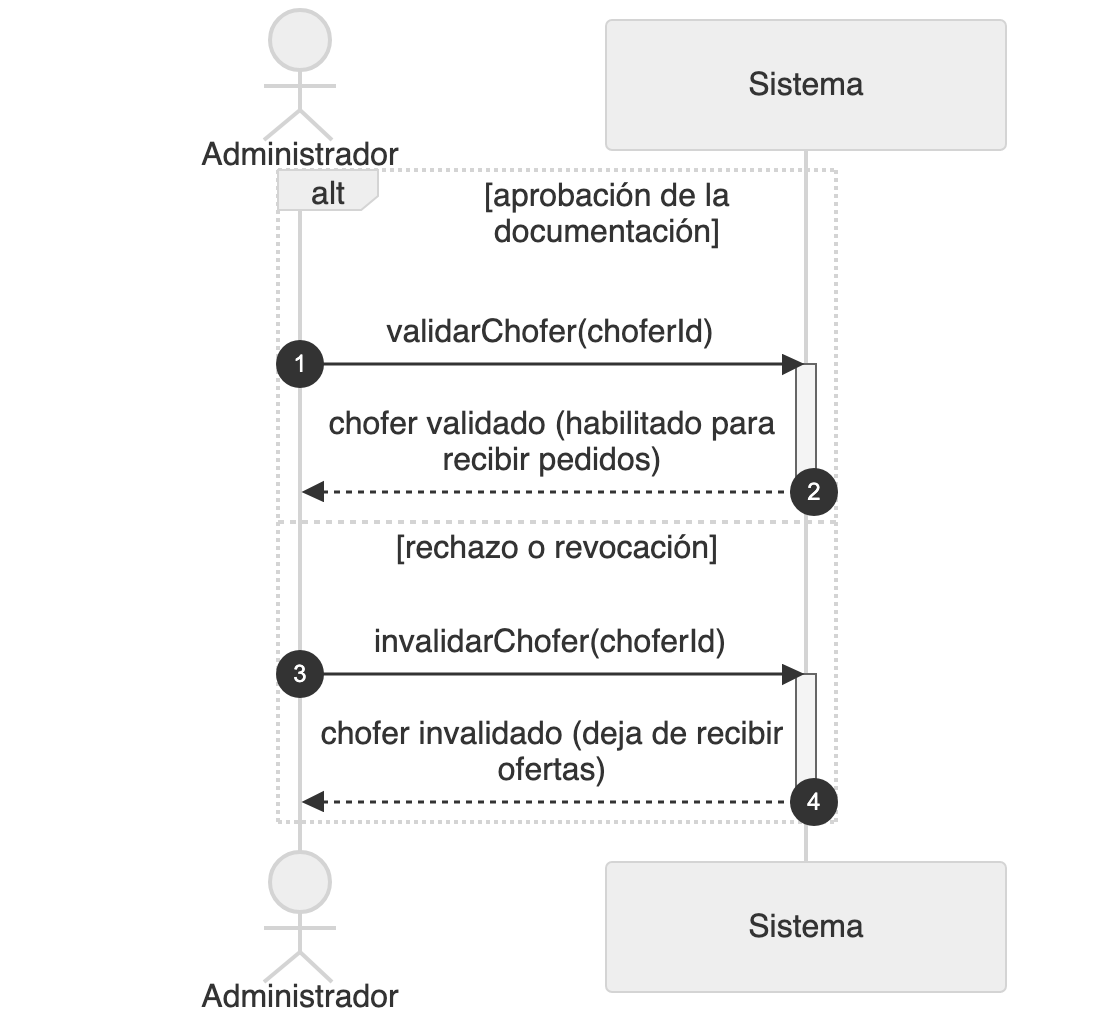 Sistema
Administrador
alt
[aprobación de la
documentación]
validarChofer(choferId)
1
chofer validado (habilitado para
recibir pedidos)
2
[rechazo o revocación]
invalidarChofer(choferId)
3
chofer invalidado (deja de recibir
ofertas)
4
Sistema
Administrador